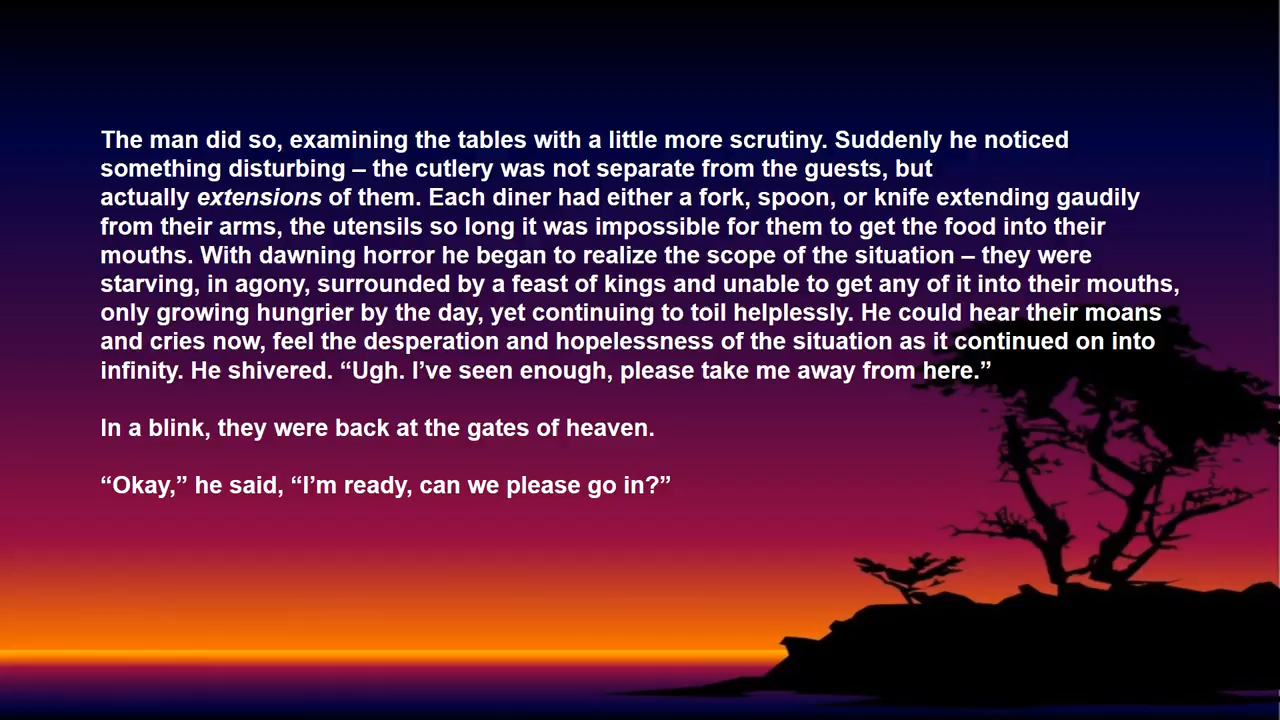 The man did so, examining the tables with a little more scrutiny. Suddenly he noticed
something disturbing – the cutlery was not separate from the guests, but
actually extensions of them. Each diner had either a fork, spoon, or knife extending gaudily
from their arms, the utensils so long it was impossible for them to get the food into their
mouths. With dawning horror he began to realize the scope of the situation – they were
starving, in agony, surrounded by a feast of kings and unable to get any of it into their mouths,
only growing hungrier by the day, yet continuing to toil helplessly. He could hear their moans
and cries now, feel the desperation and hopelessness of the situation as it continued on into
infinity. He shivered. “Ugh. I’ve seen enough, please take me away from here.”
In a blink, they were back at the gates of heaven.
“Okay,” he said, “I’m ready, can we please go in?”